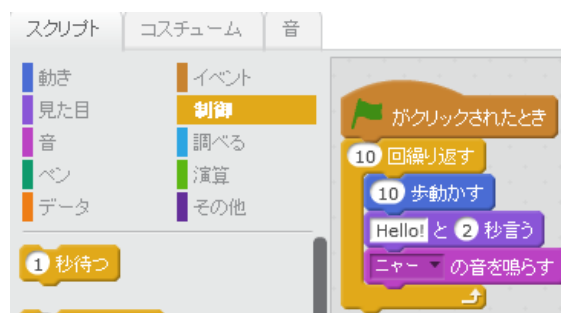 スクリプト コスチューム 音
動き イベント
見た目 制御
音 調べる
ペン 演算
データ その他
1 秒待つ
がクリックされたとき
10 回繰り返す
10 歩動かす
Hello! と 2 秒言う
ニャー の音を鳴らす